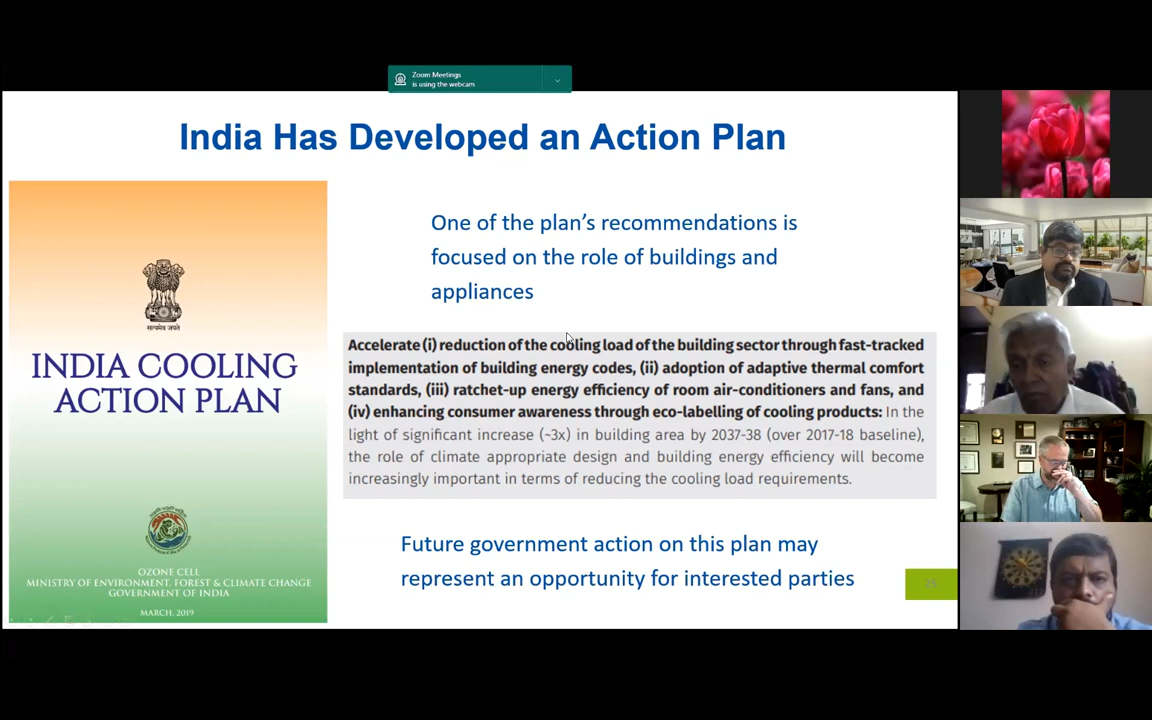 Zoom Meetings
is using the webcam
India Has Developed an Action Plan
सत्यमेव जयते
INDIA COOLING
ACTION PLAN
OZONE CELL
MINISTRY OF ENVIRONMENT, FOREST & CLIMATE CHANGE
GOVERNMENT OF INDIA
MARCH, 2019
One of the plan’s recommendations is
focused on the role of buildings and
appliances
Accelerate (i) reduction of the cooling load of the building sector through fast-tracked
implementation of building energy codes, (ii) adoption of adaptive thermal comfort
standards, (iii) ratchet-up energy efficiency of room air-conditioners and fans, and
(iv) enhancing consumer awareness through eco-labelling of cooling products: In the
light of significant increase (~3x) in building area by 2037-38 (over 2017-18 baseline),
the role of climate appropriate design and building energy efficiency will become
increasingly important in terms of reducing the cooling load requirements.
Future government action on this plan may
represent an opportunity for interested parties
25